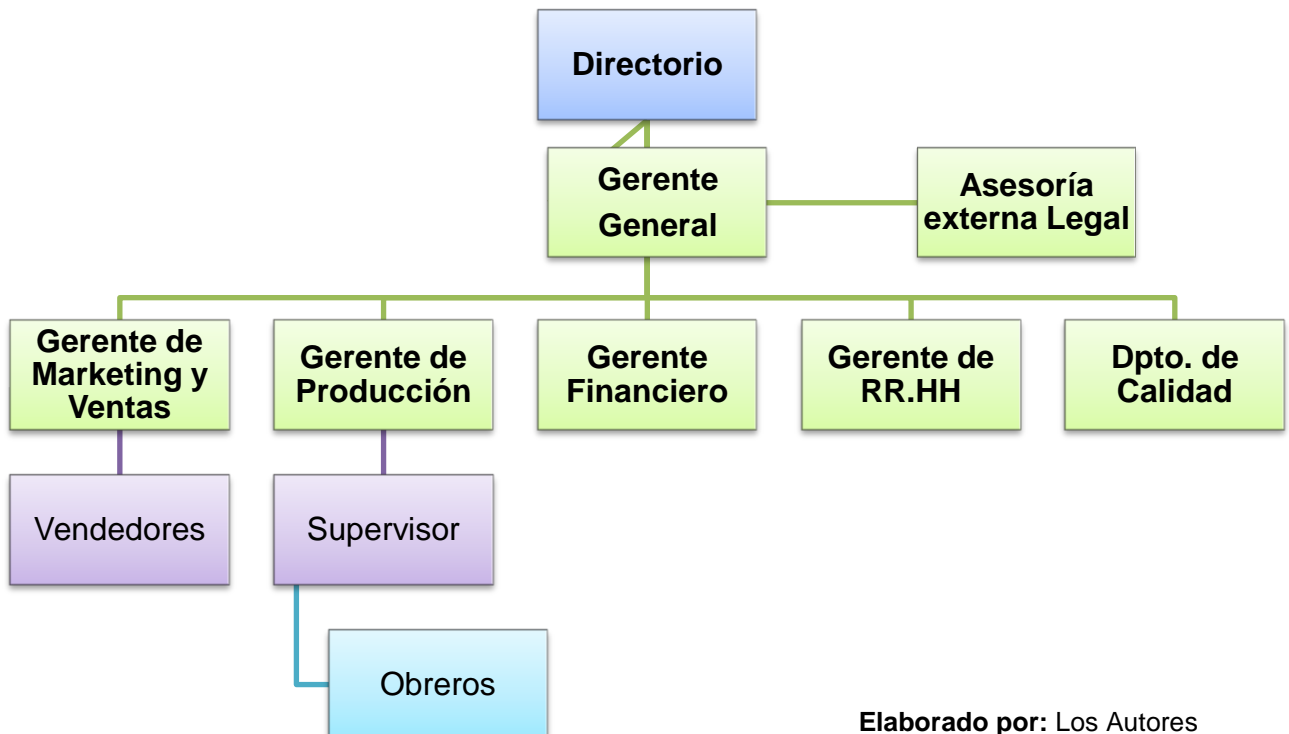 Directorio
Gerente
General
Asesoría
externa Legal
Gerente de
Marketing y
Ventas
Gerente de
Producción
Gerente
Financiero
Gerente de
RR.HH
Dpto. de
Calidad
Vendedores
Supervisor
Obreros
Elaborado por: Los Autores